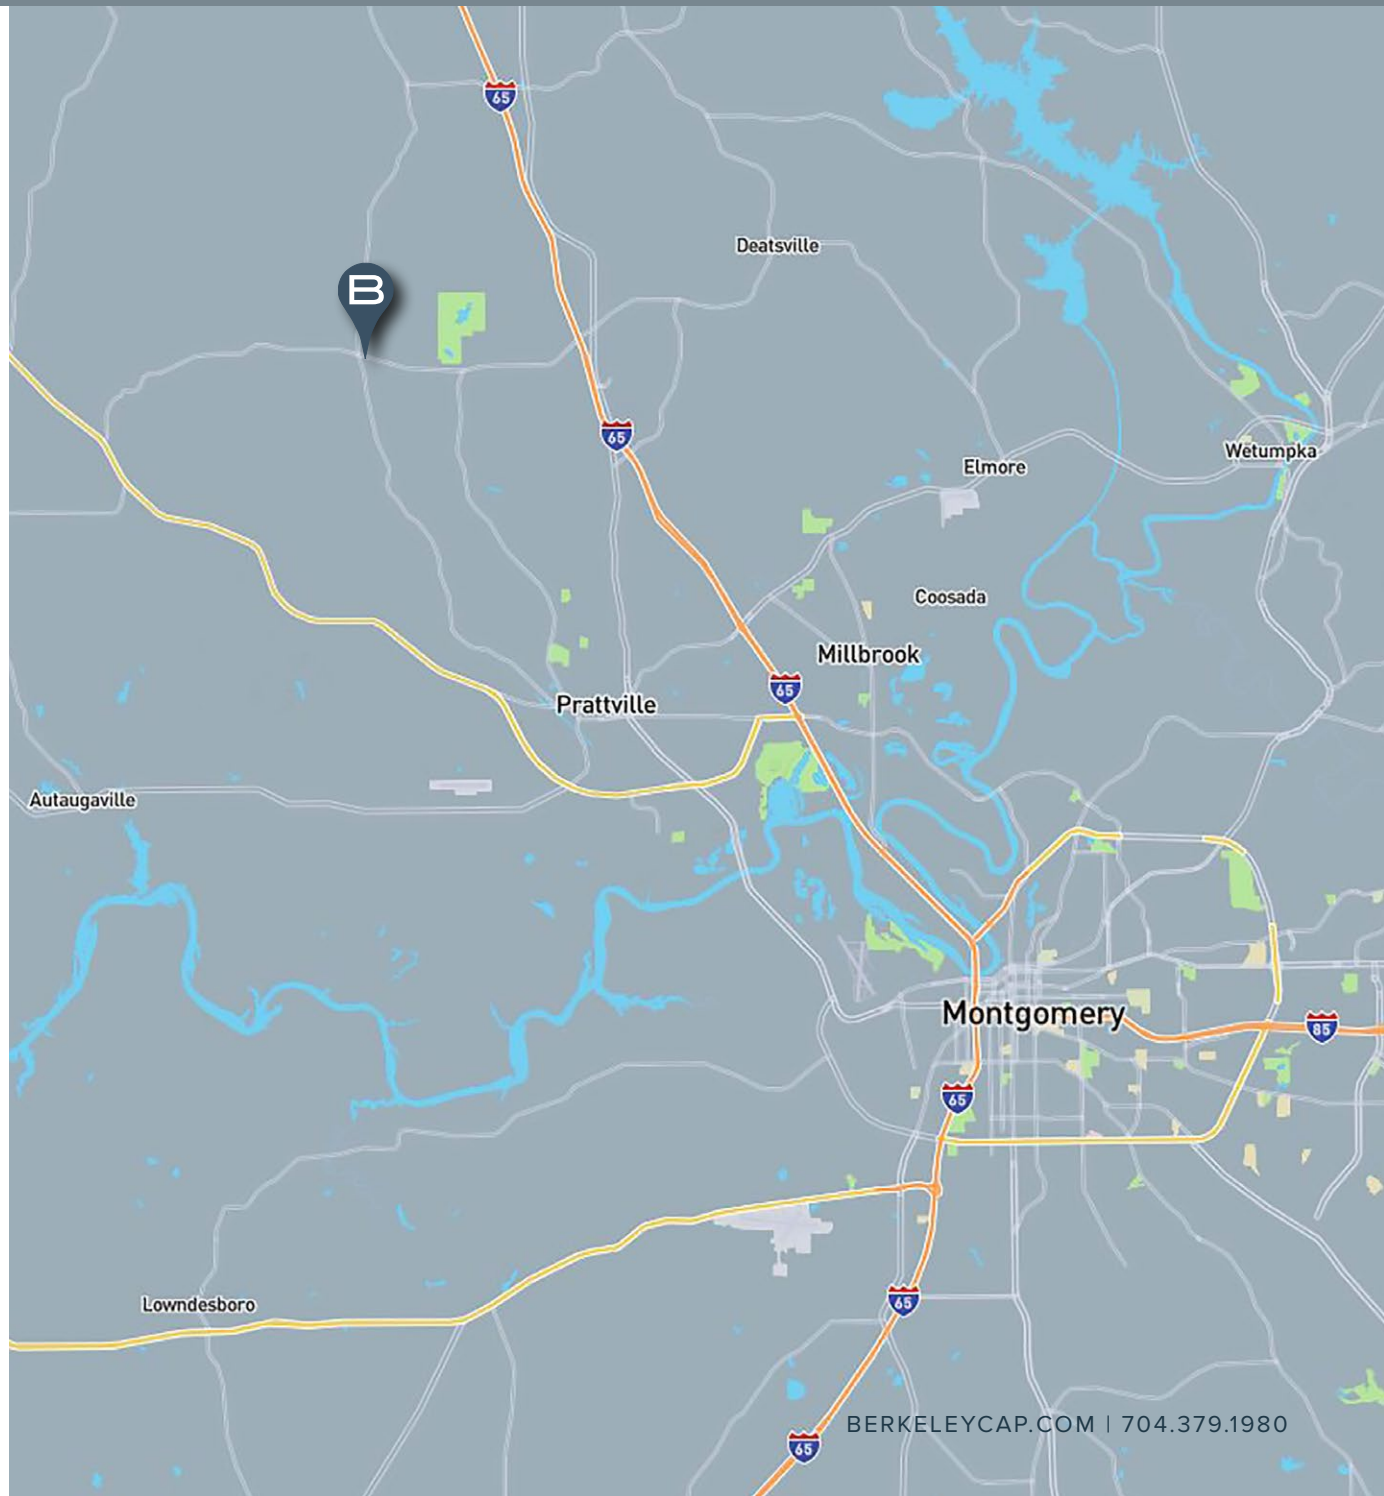 65
Deatsville
B
65
Wetumpka
Elmore
Coosada
Millbrook
65
Prattville
Autaugaville
Montgomery
85
65
Lowndesboro
65
BERKELEYCAP.COM | 704.379.1980
65